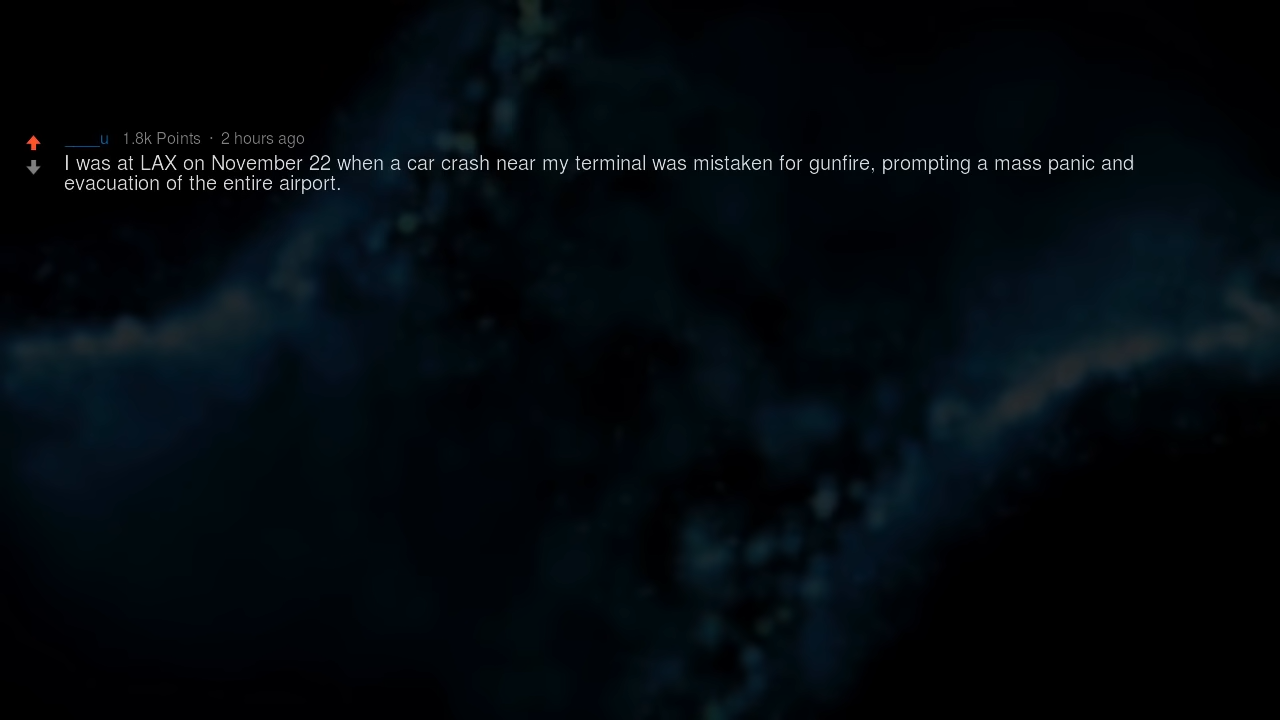 ____u 1.8k Points · 2 hours ago
I was at LAX on November 22 when a car crash near my terminal was mistaken for gunfire, prompting a mass panic and
evacuation of the entire airport.